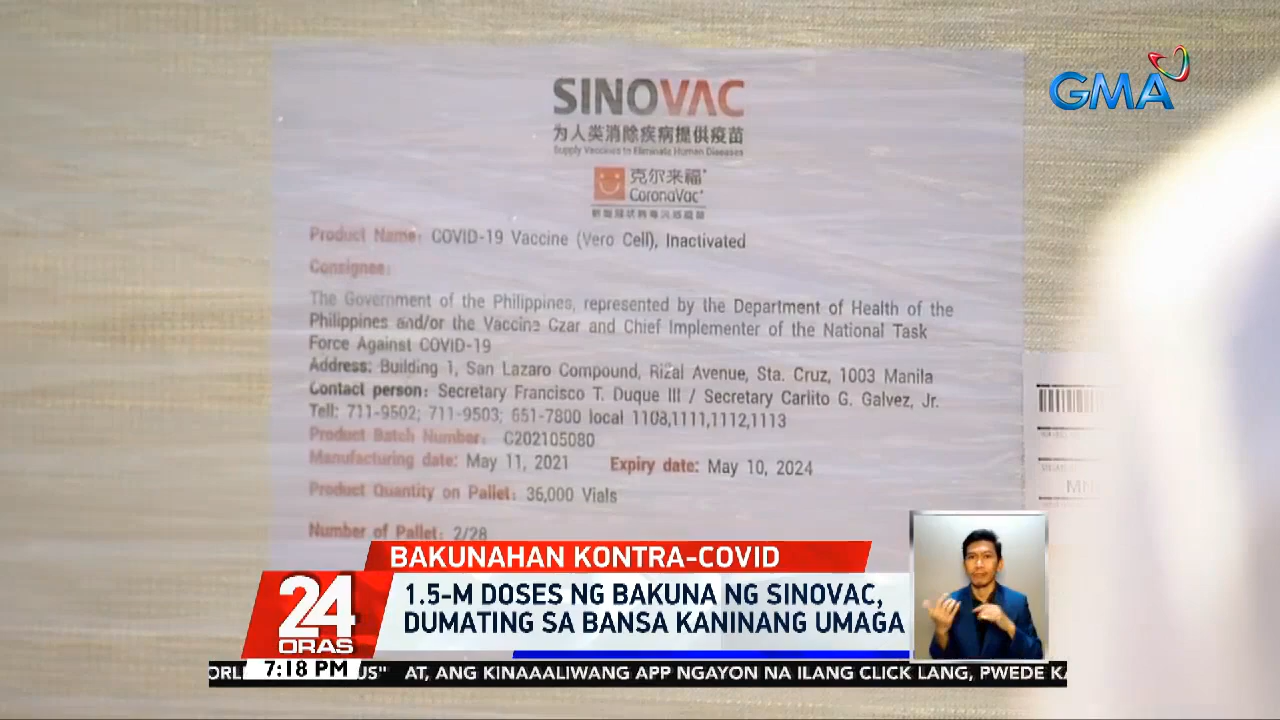 GMA
SINOVAC
为人类消除疾病提供疫苗
Supply Vaccines to Eliminate Human Diseases
克尔来福
CoronaVac
Product Name: COVID-19 Vaccine (Vero Cell), Inactivated
Consignee:
The Government of the Philippines, represented by the Department of Health of the
Philippines and/or the Vaccine Czar and Chief Implementer of the National Task
Force Against COVID-19
Address: Building 1, San Lazaro Compound, Rizal Avenue, Sta. Cruz, 1003 Manila
Contact person: Secretary Francisco T. Duque III / Secretary Carlito G. Galvez, Jr.
Tell: 711-9502; 711-9503; 651-7800 local 1108,1111,1112,1113
Product Batch Number: C202105080
Manufacturing date: May 11, 2021 Expiry date: May 10, 2024
Product Quantity on Pallet: 36,000 Vials
Number of Pallet: 2/28
BAKUNAHAN KONTRA-COVID
24 ORAS
1.5-M DOSES NG BAKUNA NG SINOVAC,
DUMATING SA BANSA KANINANG UMAGA
7:18 PM
US" AT, ANG KINAAALIWANG APP NGAYON NA ILANG CLICK LANG, PWEDE